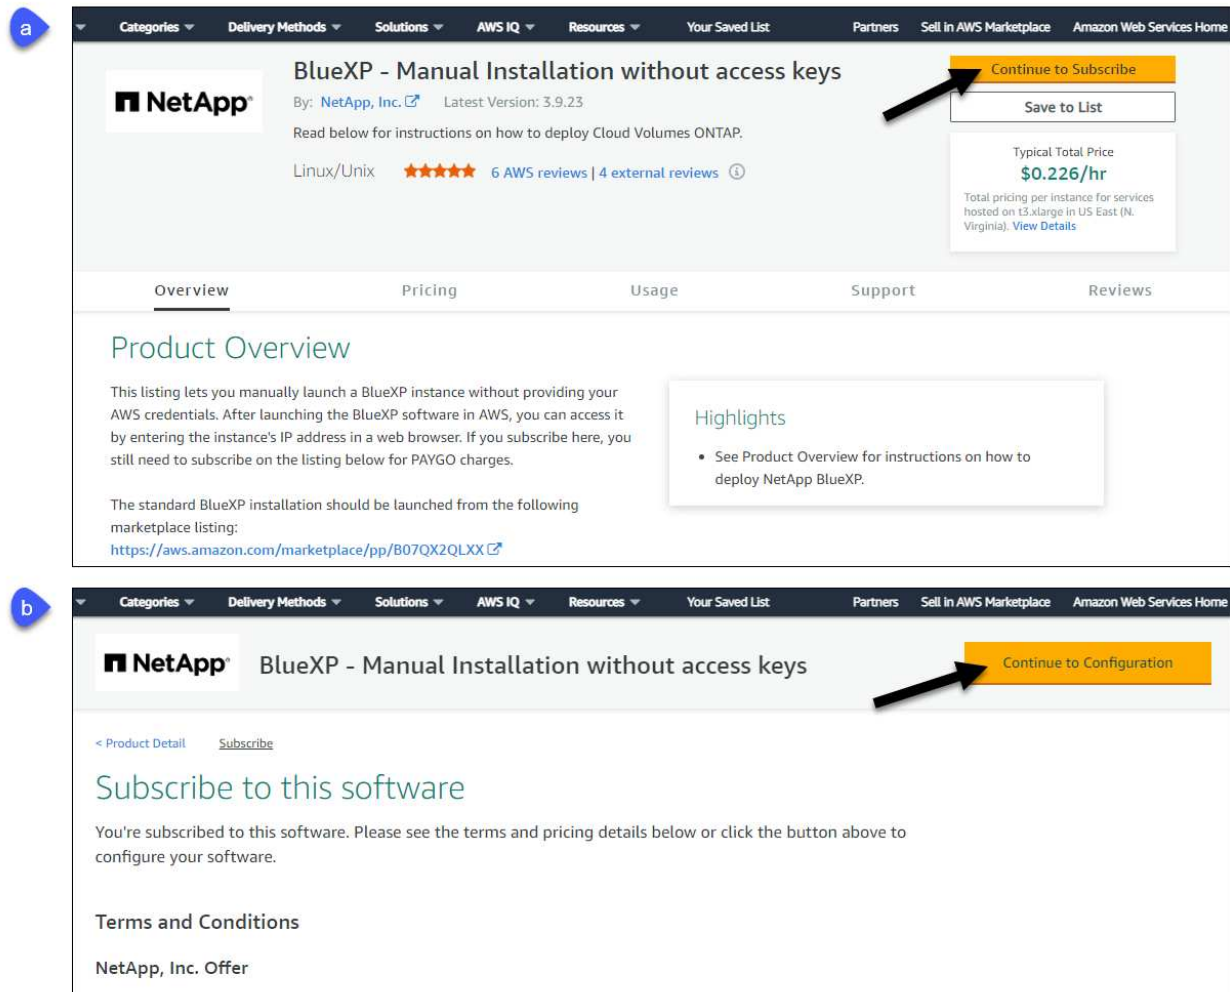 a
Categories Delivery Methods Solutions AWS IQ Resources Your Saved List Partners Sell in AWS Marketplace Amazon Web Services Home
NetApp
BlueXP - Manual Installation without access keys
By: NetApp, Inc. Latest Version: 3.9.23
Read below for instructions on how to deploy Cloud Volumes ONTAP.
Linux/Unix 6 AWS reviews | 4 external reviews
Continue to Subscribe
Save to List
Typical Total Price
$0.226/hr
Total pricing per instance for services
hosted on t3.xlarge in US East (N.
Virginia). View Details
Overview Pricing Usage Support Reviews
Product Overview
This listing lets you manually launch a BlueXP instance without providing your
AWS credentials. After launching the BlueXP software in AWS, you can access it
by entering the instance's IP address in a web browser. If you subscribe here, you
still need to subscribe on the listing below for PAYGO charges.
The standard BlueXP installation should be launched from the following
marketplace listing:
https://aws.amazon.com/marketplace/pp/B07QX2QLXX
Highlights
• See Product Overview for instructions on how to
deploy NetApp BlueXP.
b
Categories Delivery Methods Solutions AWS IQ Resources Your Saved List Partners Sell in AWS Marketplace Amazon Web Services Home
NetApp
BlueXP - Manual Installation without access keys
Continue to Configuration
< Product Detail Subscribe
Subscribe to this software
You're subscribed to this software. Please see the terms and pricing details below or click the button above to
configure your software.
Terms and Conditions
NetApp, Inc. Offer